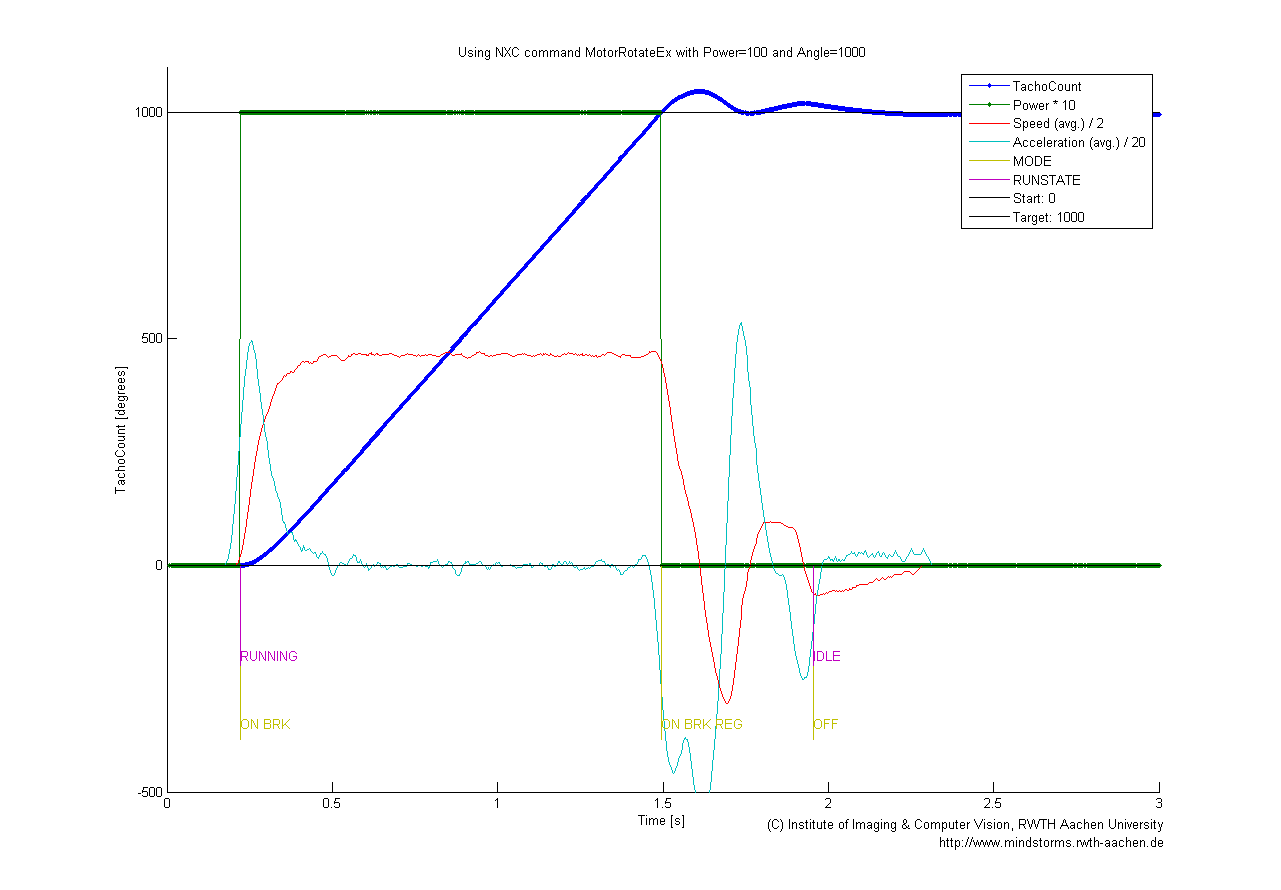 Using NXC command MotorRotateEx with Power=100 and Angle=1000
TachoCount
Power * 10
Speed (avg.) / 2
Acceleration (avg.) / 20
MODE
RUNSTATE
Start: 0
Target: 1000
1000
500
0
-500
TachoCount [degrees]
RUNNING
IDLE
ON BRK
ON BRK REG
OFF
0
0.5
1
1.5
2
2.5
3
Time [s]
(C) Institute of Imaging & Computer Vision, RWTH Aachen University
http://www.mindstorms.rwth-aachen.de